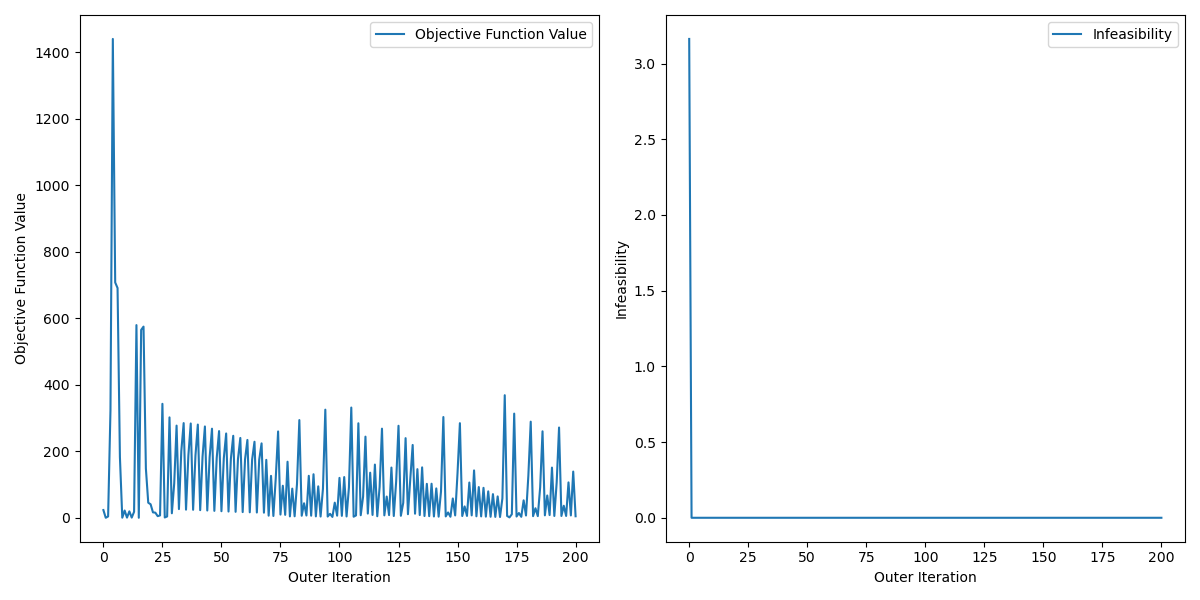 Objective Function Value
1400
1200
1000
800
600
400
200
0
Objective Function Value
0 25 50 75 100 125 150 175 200
Outer Iteration
Infeasibility
3.0
2.5
2.0
1.5
1.0
0.5
0.0
Infeasibility
0 25 50 75 100 125 150 175 200
Outer Iteration